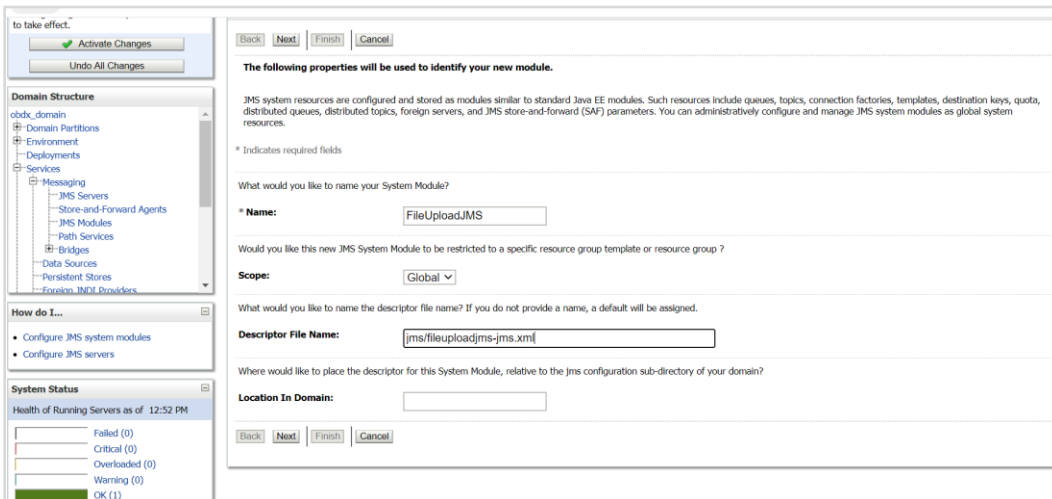 to take effect.
Activate Changes
Undo All Changes
Domain Structure
obdx_domain
Domain Partitions
Environment
Deployments
Services
Messaging
JMS Servers
Store-and-Forward Agents
JMS Modules
Path Services
Bridges
Data Sources
Persistent Stores
Foreign JNDI Providers
How do I...
Configure JMS system modules
Configure JMS servers
System Status
Health of Running Servers as of 12:52 PM
Failed (0)
Critical (0)
Overloaded (0)
Warning (0)
OK (1)
Back Next Finish Cancel
The following properties will be used to identify your new module.
JMS system resources are configured and stored as modules similar to standard Java EE modules. Such resources include queues, topics, connection factories, templates, destination keys, quota,
distributed queues, distributed topics, foreign servers, and JMS store-and-forward (SAF) parameters. You can administratively configure and manage JMS system modules as global system
resources.
* Indicates required fields
What would you like to name your System Module?
* Name: FileUploadJMS
Would you like this new JMS System Module to be restricted to a specific resource group template or resource group ?
Scope: Global
What would you like to name the descriptor file name? If you do not provide a name, a default will be assigned.
Descriptor File Name: jms/fileuploadjms-jms.xml
Where would like to place the descriptor for this System Module, relative to the jms configuration sub-directory of your domain?
Location In Domain:
Back Next Finish Cancel